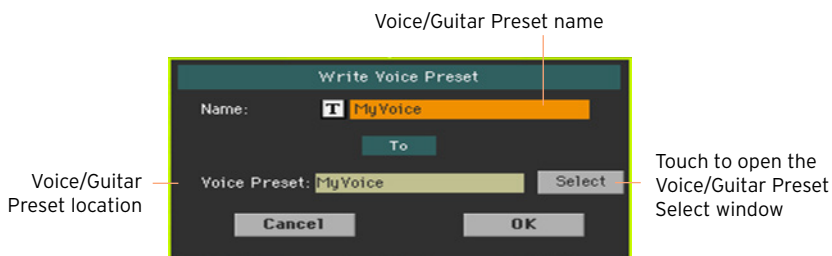 Voice/Guitar Preset name
Write Voice Preset
Name: T MyVoice
To
Voice/Guitar
Preset location
Voice Preset: MyVoice Select
Touch to open the
Voice/Guitar Preset
Select window
Cancel OK